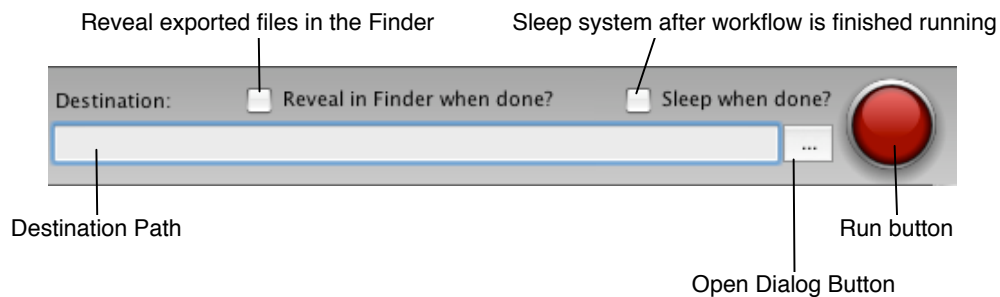 Reveal exported files in the Finder
Sleep system after workflow is finished running
Destination:
Reveal in Finder when done?
Sleep when done?
...
Destination Path
Run button
Open Dialog Button